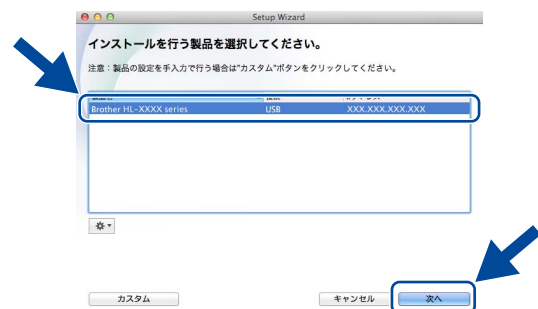 Setup Wizard
インストールを行う製品を選択してください。
注意：製品の設定を手入力で行う場合は"カスタム"ボタンをクリックしてください。
Brother HL-XXXX series USB XXX.XXX.XXX.XXX
カスタム キャンセル 次へ